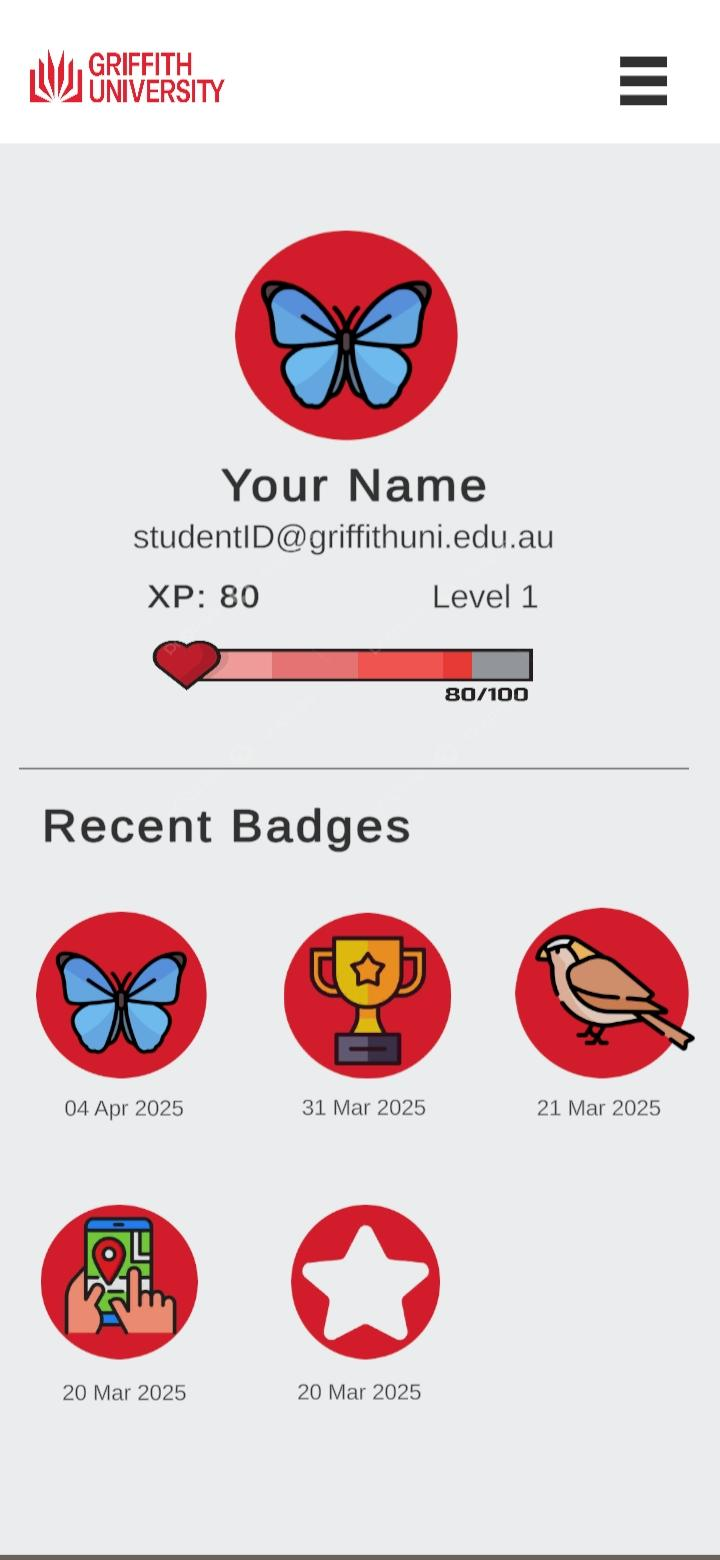 GRIFFITH
UNIVERSITY
Your Name
studentID@griffithuni.edu.au
XP: 80 Level 1
80/100
Recent Badges
04 Apr 2025 31 Mar 2025 21 Mar 2025
20 Mar 2025 20 Mar 2025